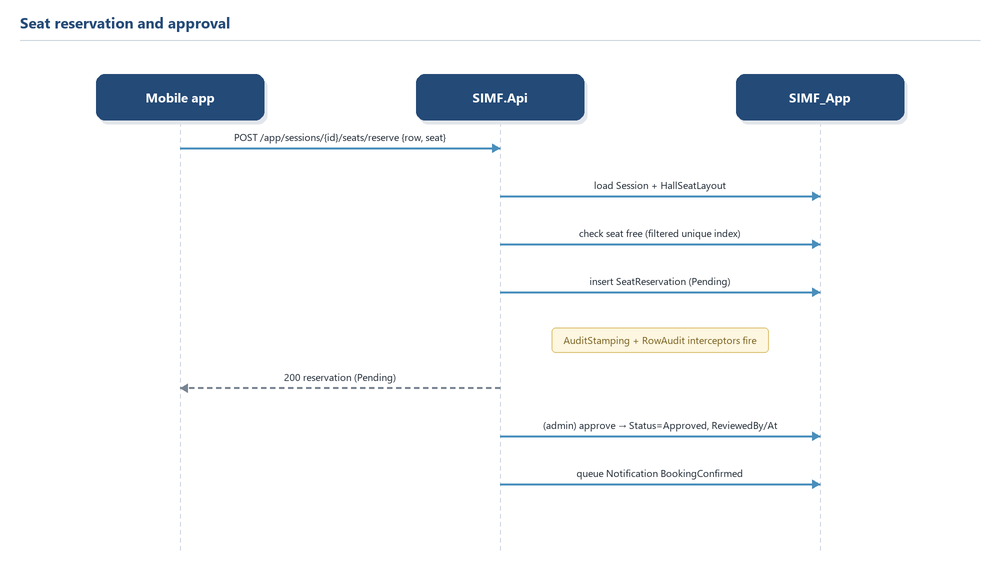 Seat reservation and approval
Mobile app
SIMF.Api
SIMF_App
POST /app/sessions/{id}/seats/reserve {row, seat}
load Session + HallSeatLayout
check seat free (filtered unique index)
insert SeatReservation (Pending)
AuditStamping + RowAudit interceptors fire
200 reservation (Pending)
(admin) approve → Status=Approved, ReviewedBy/At
queue Notification BookingConfirmed